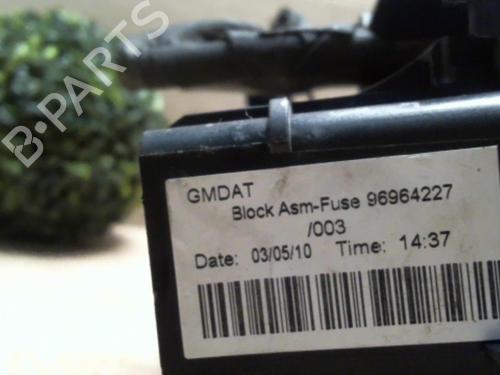 B·PARTS
GMDAT
Block Asm-Fuse 96964227
/003
Date: 03/05/10 Time: 14:37